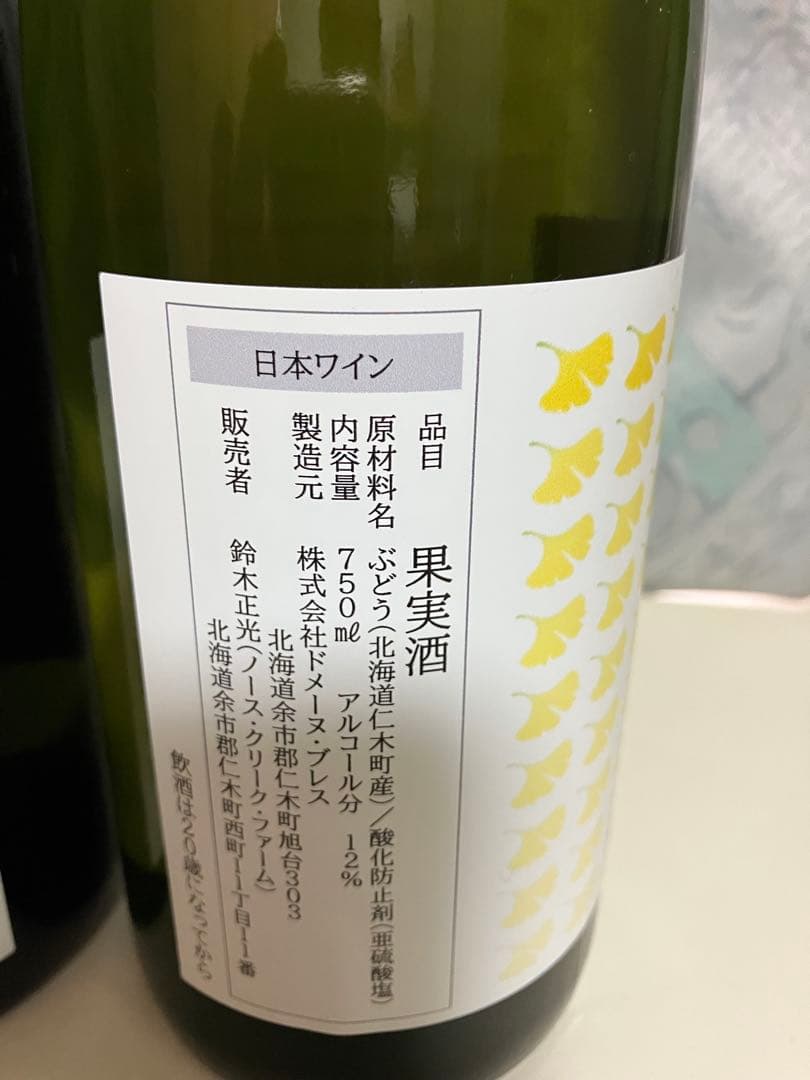 日本ワイン
品目 果実酒
原材料名 ぶどう(北海道仁木町産)/酸化防止剤(亜硫酸塩)
内容量 750㎖ アルコール分 12%
製造元 株式会社ドメーヌ・ブレス
北海道余市郡仁木町旭台303
販売者 鈴木正光(ノース・クリーク・ファーム)
北海道余市郡仁木町西町11丁目11番
飲酒は20歳になってから